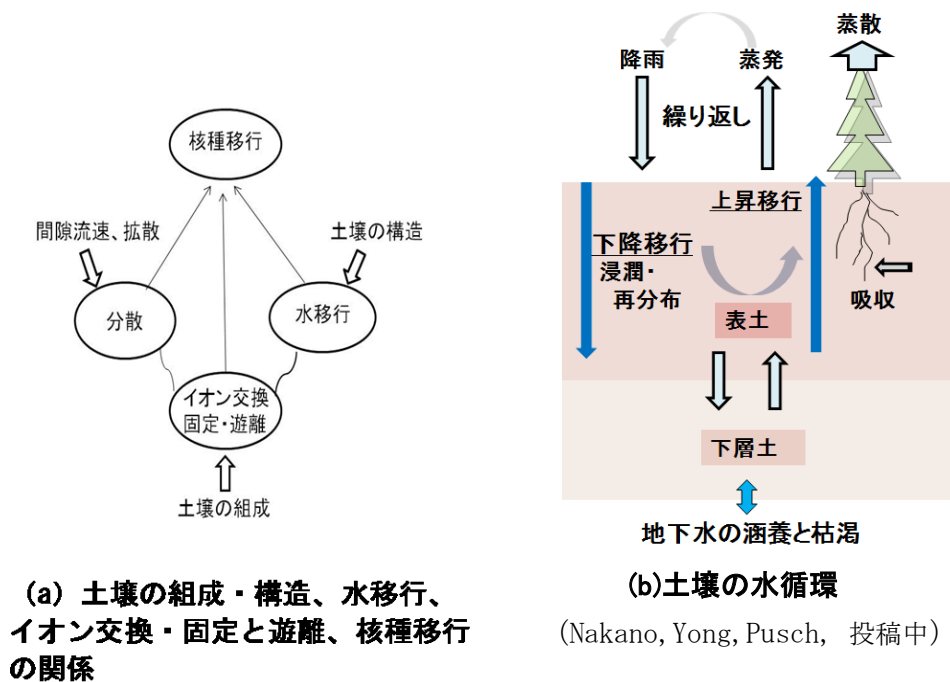 核種移行
間隙流速、拡散
土壌の構造
分散
水移行
イオン交換
固定・遊離
土壌の組成
(a) 土壌の組成・構造、水移行、
イオン交換・固定と遊離、核種移行
の関係
蒸散
降雨
蒸発
繰り返し
上昇移行
下降移行
浸潤・
再分布
吸収
表土
下層土
地下水の涵養と枯渇
(b)土壌の水循環
(Nakano,Yong,Pusch, 投稿中)